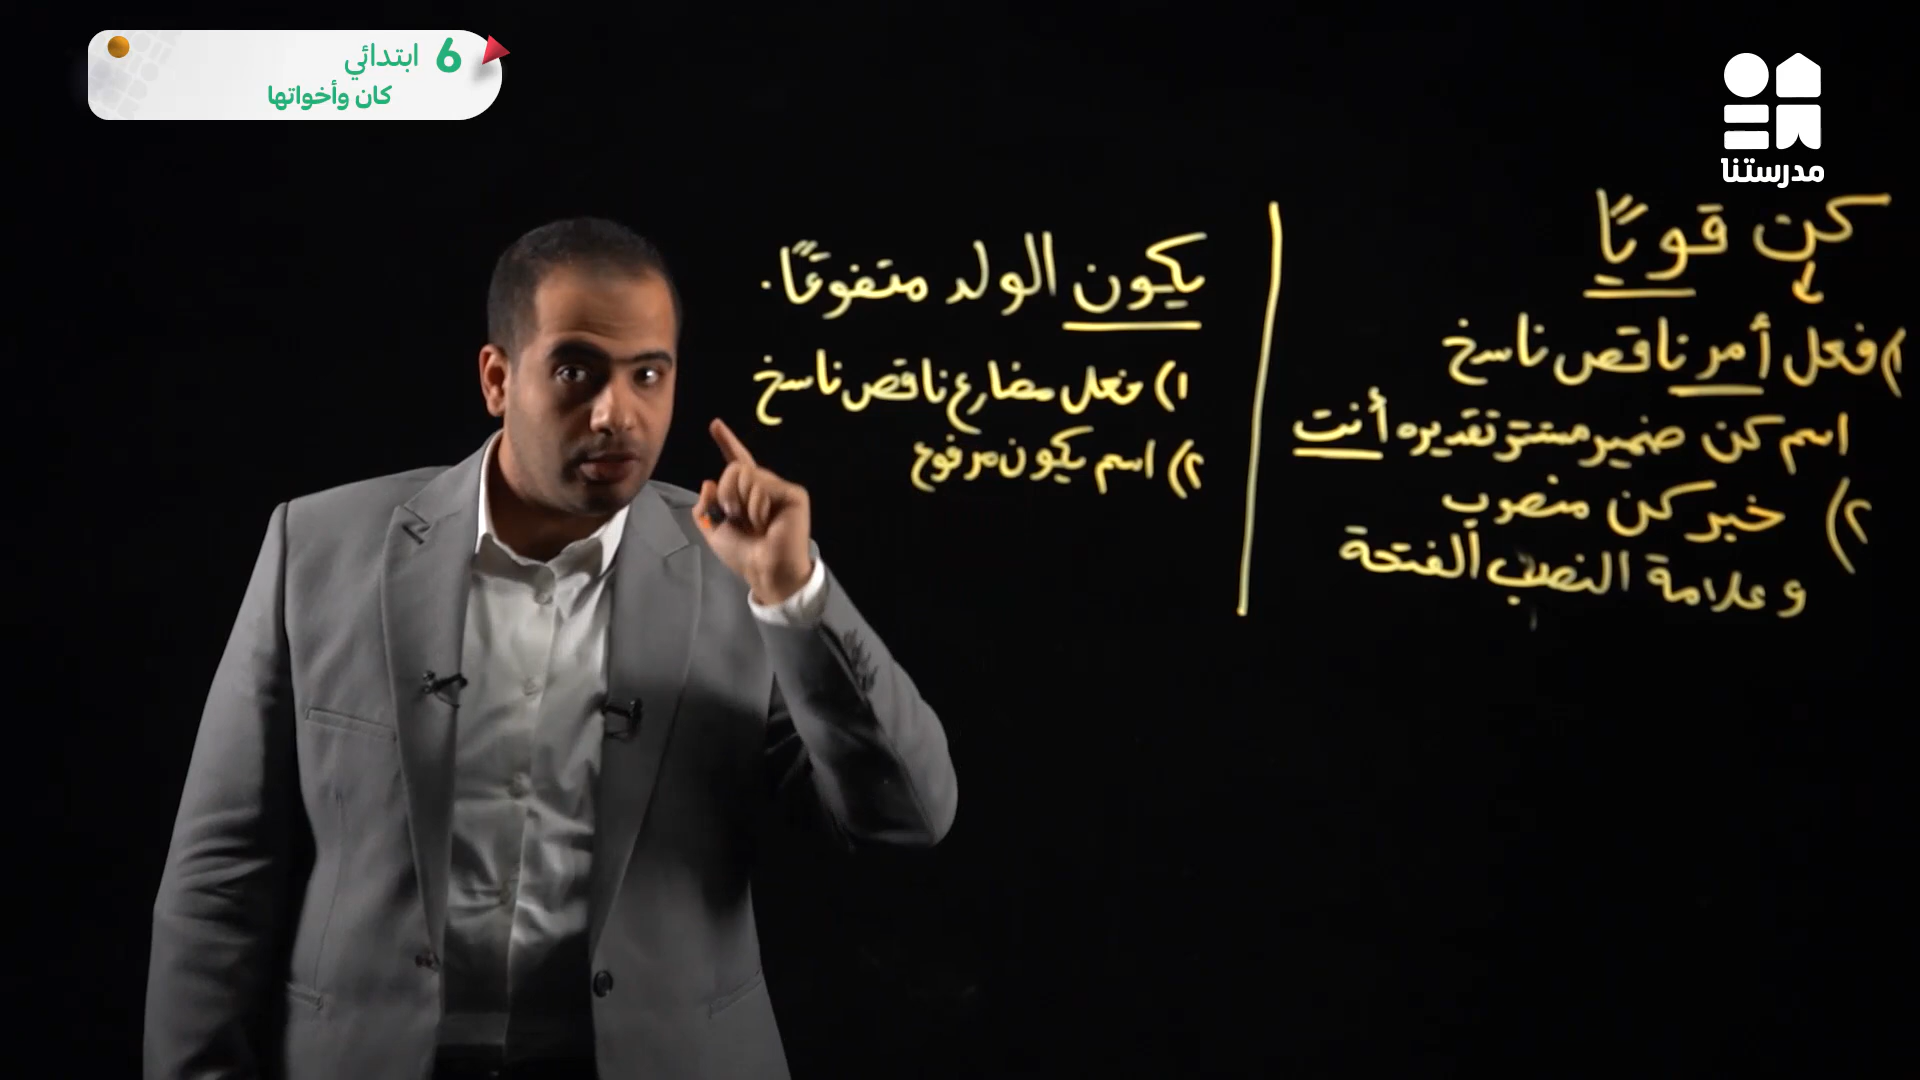 6 ابتدائي
كان وأخواتها
مدرستنا
كن قويًا
١) فعل أمر ناقص ناسخ
اسم كن ضمير مستتر تقديره أنت
٢) خبر كن منصوب
وعلامة النصب الفتحة
يكون الولد متفوقًا.
١) فعل مضارع ناقص ناسخ
٢) اسم يكون مرفوع